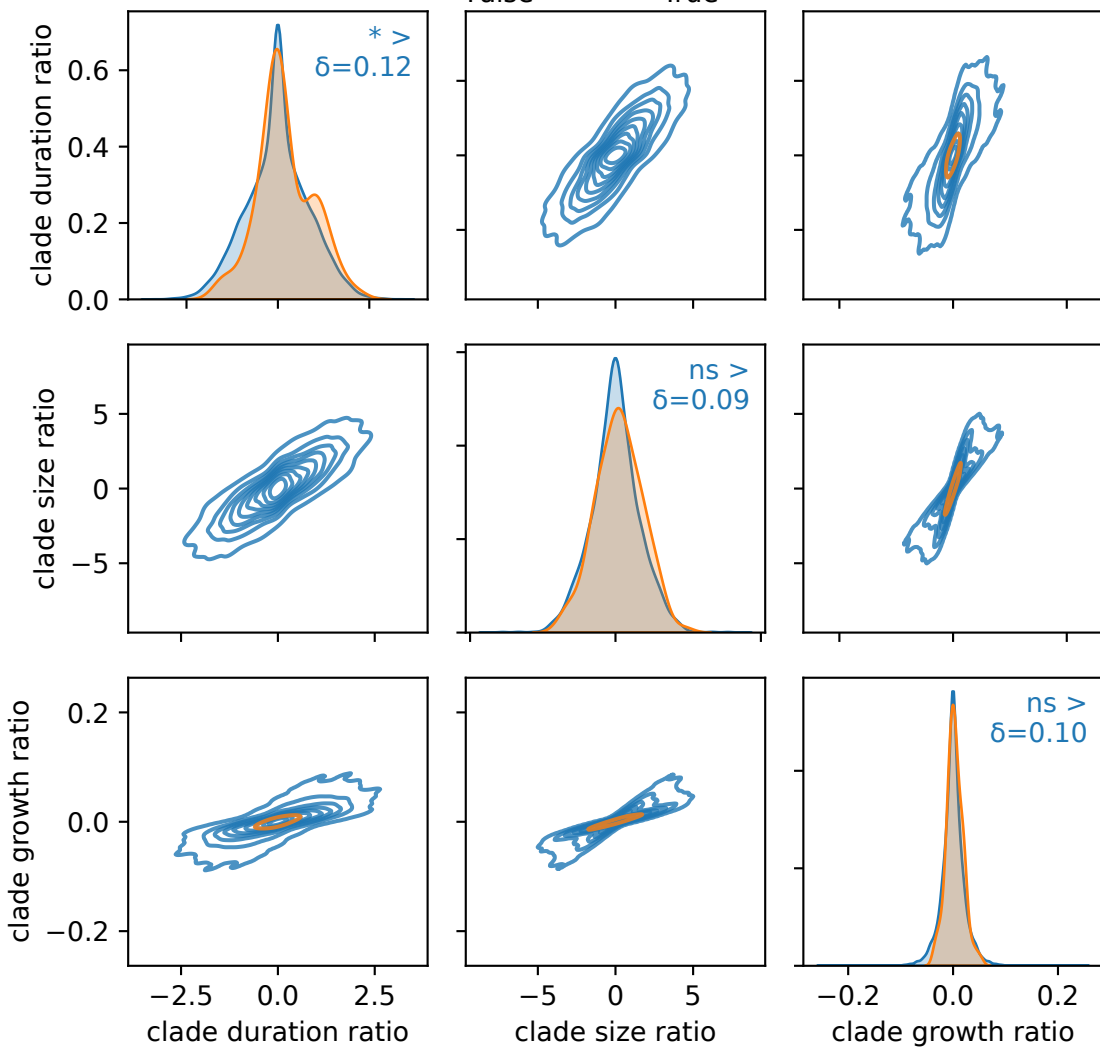 clade duration ratio
0.6
0.4
0.2
0.0
* >
δ=0.12
clade size ratio
5
0
−5
ns >
δ=0.09
clade growth ratio
0.2
0.0
−0.2
ns >
δ=0.10
−2.5 0.0 2.5
−5 0 5
−0.2 0.0 0.2
clade duration ratio
clade size ratio
clade growth ratio